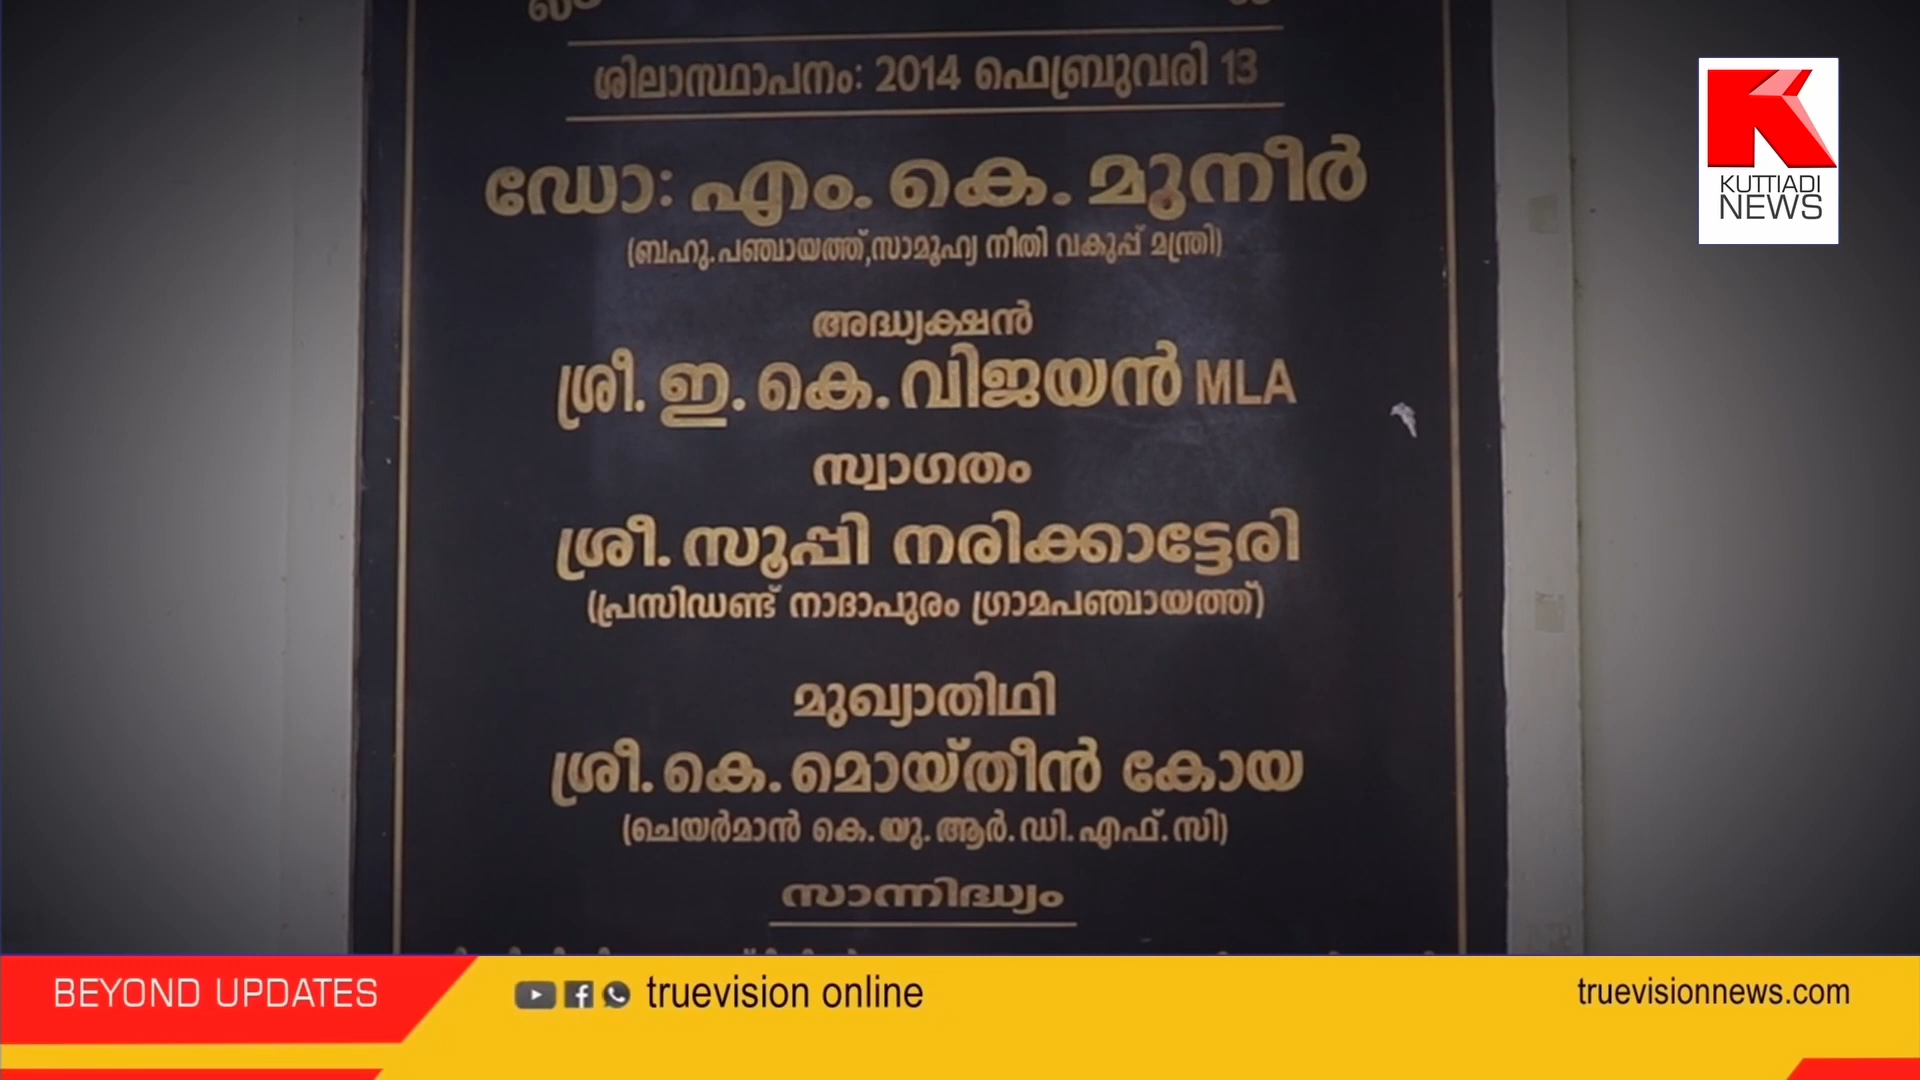 ശിലാസ്ഥാപനം: 2014 ഫെബ്രുവരി 13
ഡോ: എം. കെ. മുനീർ
(ബഹു.പഞ്ചായത്ത്,സാമൂഹ്യ നീതി വകുപ്പ് മന്ത്രി)
അദ്ധ്യക്ഷൻ
ശ്രീ. ഇ. കെ. വിജയൻ MLA
സ്വാഗതം
ശ്രീ. സൂപ്പി നരിക്കാട്ടേരി
(പ്രസിഡണ്ട് നാദാപുരം ഗ്രാമപഞ്ചായത്ത്)
മുഖ്യാതിഥി
ശ്രീ. കെ. മൊയ്തീൻ കോയ
(ചെയർമാൻ കെ. യു. ആർ. ഡി. എഫ്. സി)
സാന്നിദ്ധ്യം
KUTTIADI
NEWS
BEYOND UPDATES
truevision online
truevisionnews.com